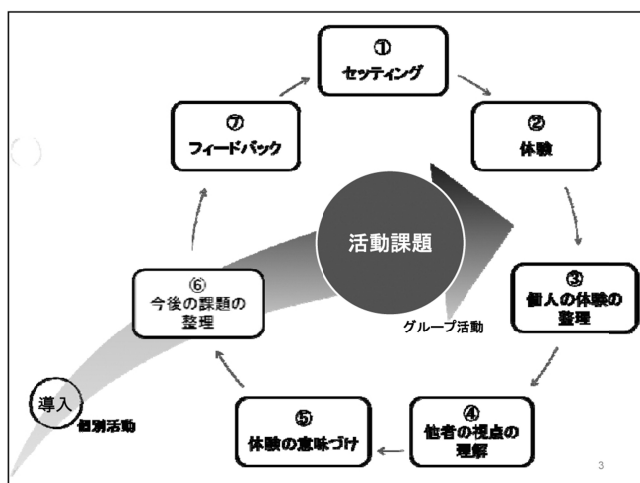 ①
セッティング
②
体験
③
個人の体験の
整理
④
他者の視点の
理解
⑤
体験の意味づけ
⑥
今後の課題の
整理
⑦
フィードバック
活動課題
グループ活動
導入
個別活動
3